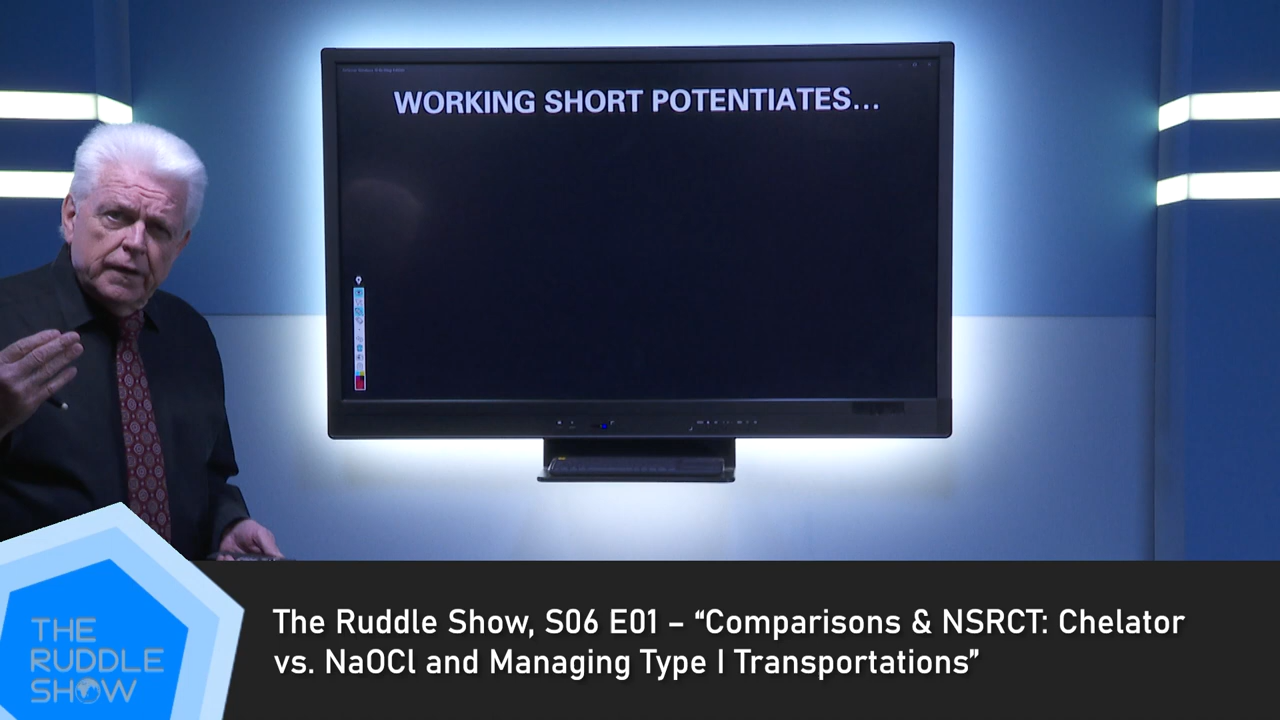 WORKING SHORT POTENTIATES...
THE
RUDDLE
SHOW
The Ruddle Show, S06 E01 – “Comparisons & NSRCT: Chelator
vs. NaOCl and Managing Type I Transportations”